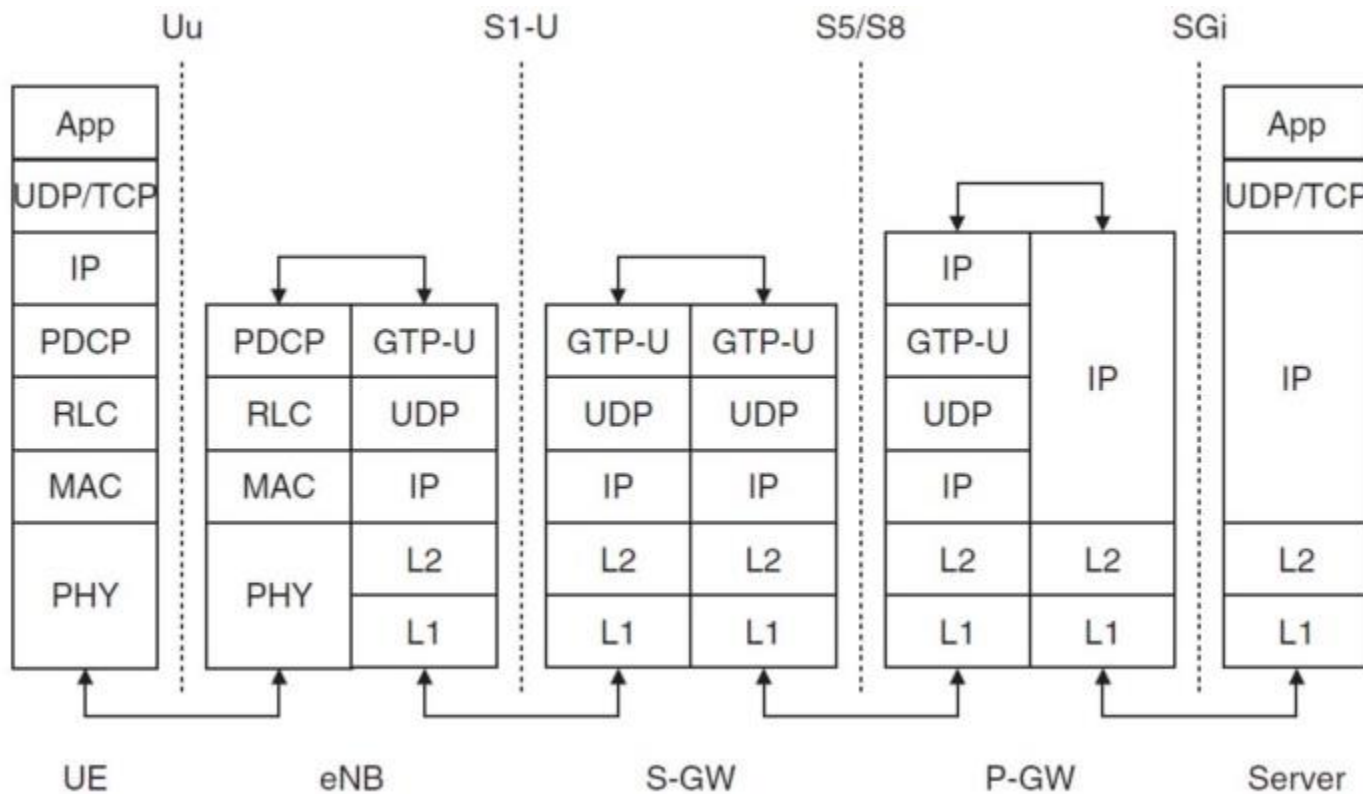 Uu S1-U S5/S8 SGi
App App
UDP/TCP UDP/TCP
IP IP
PDCP PDCP GTP-U GTP-U GTP-U GTP-U IP IP
RLC RLC UDP UDP UDP UDP
MAC MAC IP IP IP IP
PHY PHY L2 L2 L2 L2 L2 L2
L1 L1 L1 L1 L1 L1
UE eNB S-GW P-GW Server